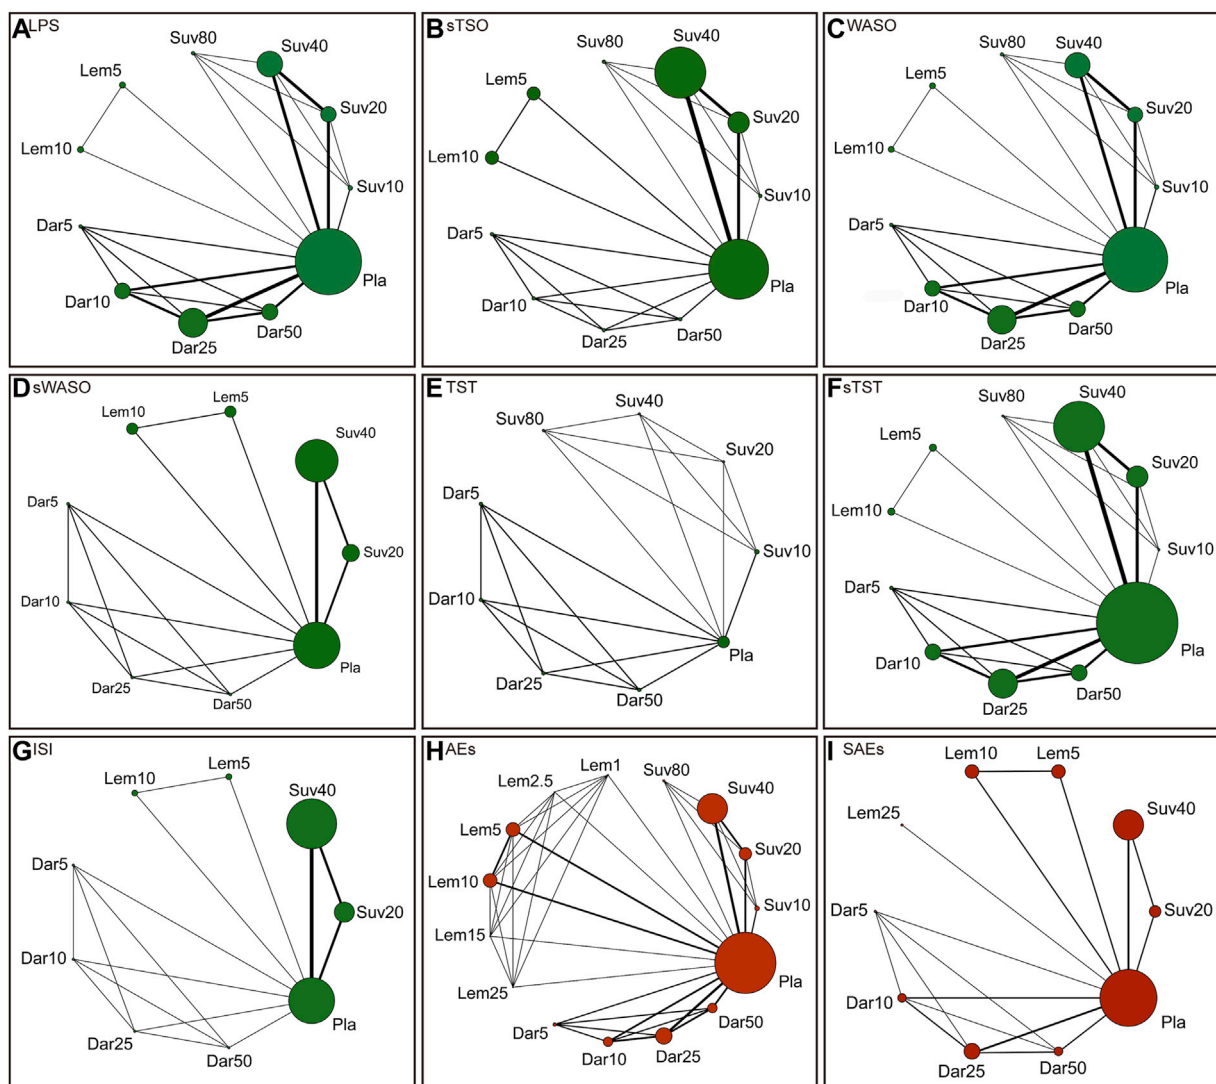 A LPS
Suv80
Suv40
Lem5
Suv20
Lem10
Suv10
Dar5
Pla
Dar10
Dar50
Dar25
B sTSO
Suv80
Suv40
Lem5
Suv20
Lem10
Suv10
Dar5
Pla
Dar10
Dar25
Dar50
C WASO
Suv80
Suv40
Lem5
Suv20
Lem10
Suv10
Dar5
Pla
Dar10
Dar50
Dar25
D sWASO
Lem10
Lem5
Suv40
Dar5
Suv20
Dar10
Pla
Dar25
Dar50
E TST
Suv80
Suv40
Suv20
Dar5
Suv10
Dar10
Pla
Dar25
Dar50
F sTST
Suv80
Suv40
Lem5
Suv20
Lem10
Suv10
Dar5
Pla
Dar10
Dar50
Dar25
G ISI
Lem10
Lem5
Suv40
Dar5
Suv20
Dar10
Pla
Dar25
Dar50
H AEs
Lem2.5
Lem1
Suv80
Suv40
Lem5
Suv20
Lem10
Suv10
Lem15
Pla
Lem25
Dar5
Dar50
Dar10
Dar25
I SAEs
Lem10
Lem5
Suv40
Lem25
Dar5
Suv20
Dar10
Pla
Dar25
Dar50